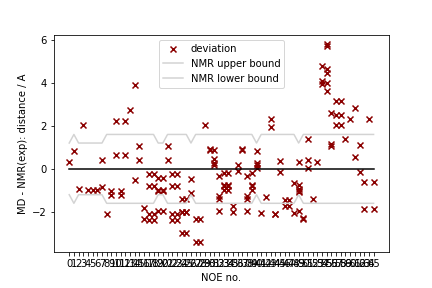 MD - NMR(exp): distance / A
6
4
2
0
−2
deviation
NMR upper bound
NMR lower bound
NOE no.